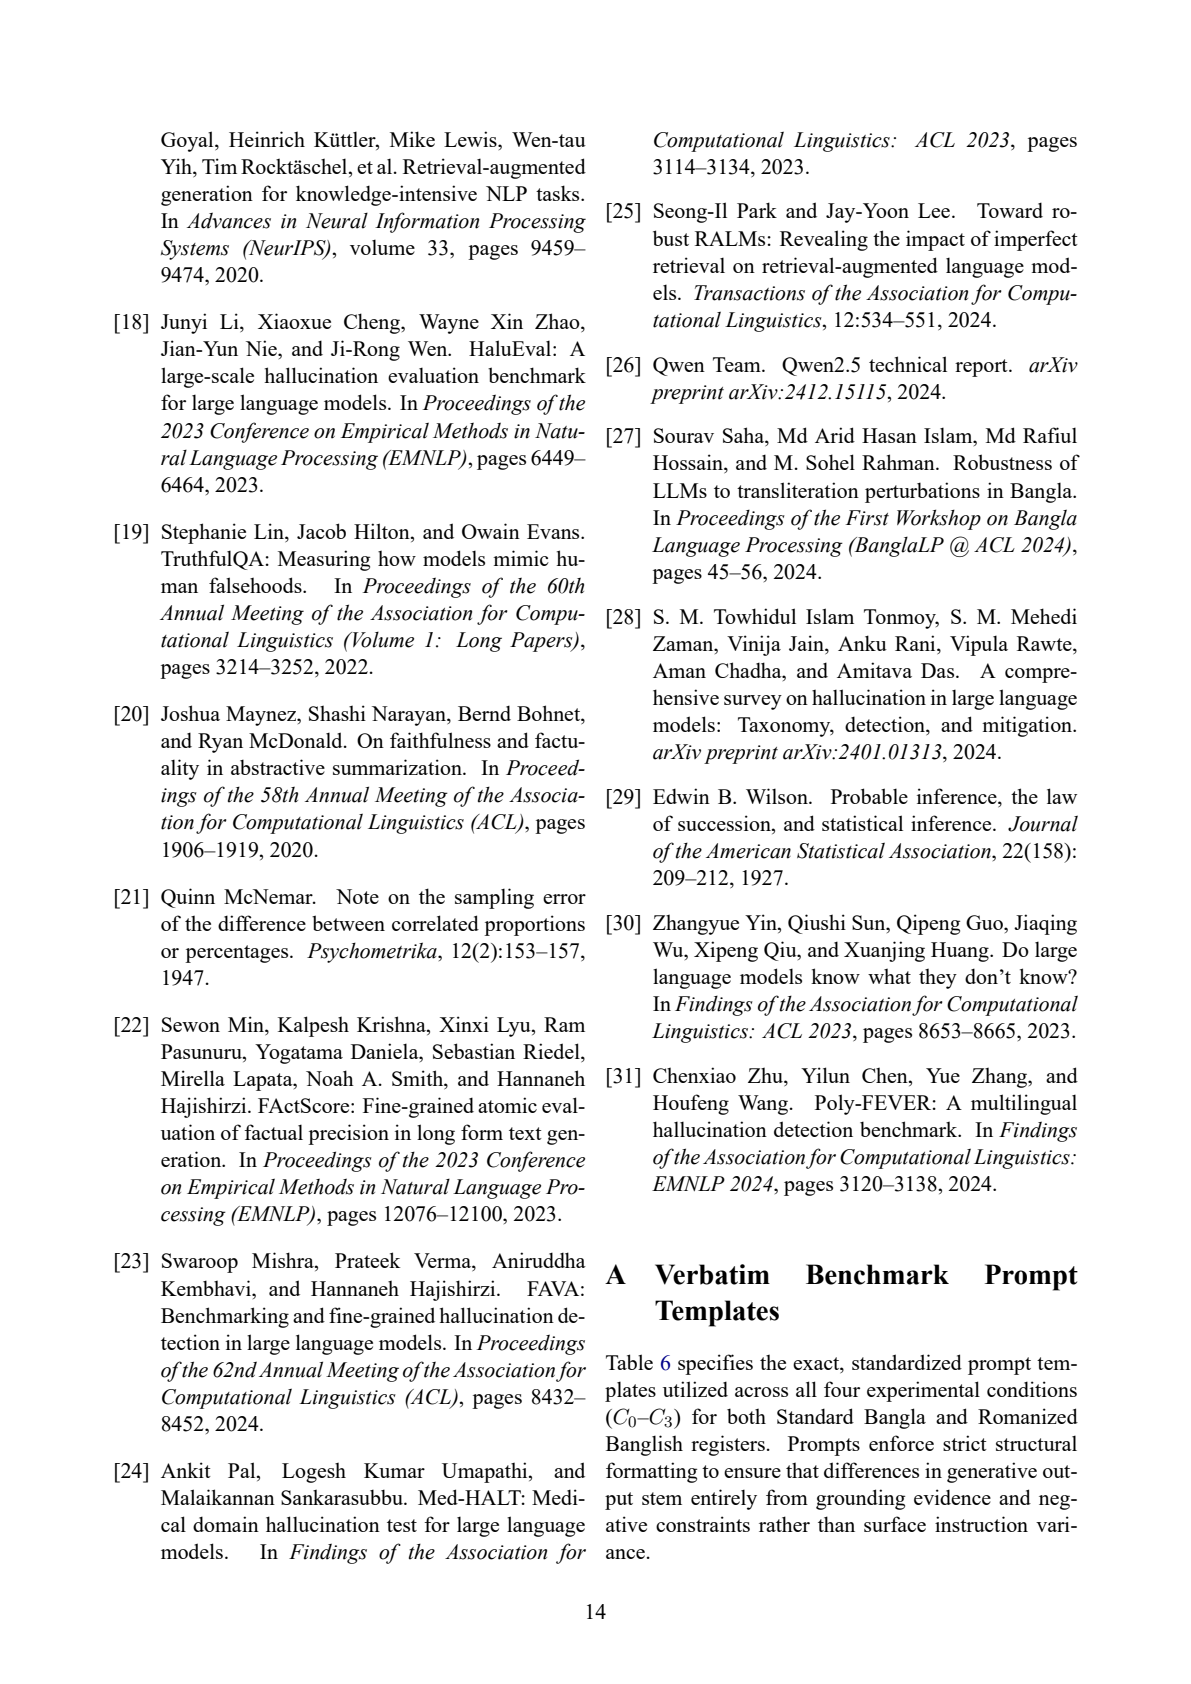 Goyal, Heinrich Küttler, Mike Lewis, Wen-tau
Yih, Tim Rocktäschel, et al. Retrieval-augmented
generation for knowledge-intensive NLP tasks.
In Advances in Neural Information Processing
Systems (NeurIPS), volume 33, pages 9459–
9474, 2020.
[18] Junyi Li, Xiaoxue Cheng, Wayne Xin Zhao,
Jian-Yun Nie, and Ji-Rong Wen. HaluEval: A
large-scale hallucination evaluation benchmark
for large language models. In Proceedings of the
2023 Conference on Empirical Methods in Natu-
ral Language Processing (EMNLP), pages 6449–
6464, 2023.
[19] Stephanie Lin, Jacob Hilton, and Owain Evans.
TruthfulQA: Measuring how models mimic hu-
man falsehoods. In Proceedings of the 60th
Annual Meeting of the Association for Compu-
tational Linguistics (Volume 1: Long Papers),
pages 3214–3252, 2022.
[20] Joshua Maynez, Shashi Narayan, Bernd Bohnet,
and Ryan McDonald. On faithfulness and factu-
ality in abstractive summarization. In Proceed-
ings of the 58th Annual Meeting of the Associa-
tion for Computational Linguistics (ACL), pages
1906–1919, 2020.
[21] Quinn McNemar. Note on the sampling error
of the difference between correlated proportions
or percentages. Psychometrika, 12(2):153–157,
1947.
[22] Sewon Min, Kalpesh Krishna, Xinxi Lyu, Ram
Pasunuru, Yogatama Daniela, Sebastian Riedel,
Mirella Lapata, Noah A. Smith, and Hannaneh
Hajishirzi. FActScore: Fine-grained atomic eval-
uation of factual precision in long form text gen-
eration. In Proceedings of the 2023 Conference
on Empirical Methods in Natural Language Pro-
cessing (EMNLP), pages 12076–12100, 2023.
[23] Swaroop Mishra, Prateek Verma, Aniruddha
Kembhavi, and Hannaneh Hajishirzi. FAVA:
Benchmarking and fine-grained hallucination de-
tection in large language models. In Proceedings
of the 62nd Annual Meeting of the Association for
Computational Linguistics (ACL), pages 8432–
8452, 2024.
[24] Ankit Pal, Logesh Kumar Umapathi, and
Malaikannan Sankarasubbu. Med-HALT: Medi-
cal domain hallucination test for large language
models. In Findings of the Association for
Computational Linguistics: ACL 2023, pages
3114–3134, 2023.
[25] Seong-Il Park and Jay-Yoon Lee. Toward ro-
bust RALMs: Revealing the impact of imperfect
retrieval on retrieval-augmented language mod-
els. Transactions of the Association for Compu-
tational Linguistics, 12:534–551, 2024.
[26] Qwen Team. Qwen2.5 technical report. arXiv
preprint arXiv:2412.15115, 2024.
[27] Sourav Saha, Md Arid Hasan Islam, Md Rafiul
Hossain, and M. Sohel Rahman. Robustness of
LLMs to transliteration perturbations in Bangla.
In Proceedings of the First Workshop on Bangla
Language Processing (BanglaLP @ ACL 2024),
pages 45–56, 2024.
[28] S. M. Towhidul Islam Tonmoy, S. M. Mehedi
Zaman, Vinija Jain, Anku Rani, Vipula Rawte,
Aman Chadha, and Amitava Das. A compre-
hensive survey on hallucination in large language
models: Taxonomy, detection, and mitigation.
arXiv preprint arXiv:2401.01313, 2024.
[29] Edwin B. Wilson. Probable inference, the law
of succession, and statistical inference. Journal
of the American Statistical Association, 22(158):
209–212, 1927.
[30] Zhangyue Yin, Qiushi Sun, Qipeng Guo, Jiaqing
Wu, Xipeng Qiu, and Xuanjing Huang. Do large
language models know what they don’t know?
In Findings of the Association for Computational
Linguistics: ACL 2023, pages 8653–8665, 2023.
[31] Chenxiao Zhu, Yilun Chen, Yue Zhang, and
Houfeng Wang. Poly-FEVER: A multilingual
hallucination detection benchmark. In Findings
of the Association for Computational Linguistics:
EMNLP 2024, pages 3120–3138, 2024.
A Verbatim Benchmark Prompt
Templates
Table 6 specifies the exact, standardized prompt tem-
plates utilized across all four experimental conditions
(C₀–C₃) for both Standard Bangla and Romanized
Banglish registers. Prompts enforce strict structural
formatting to ensure that differences in generative out-
put stem entirely from grounding evidence and neg-
ative constraints rather than surface instruction vari-
ance.
14